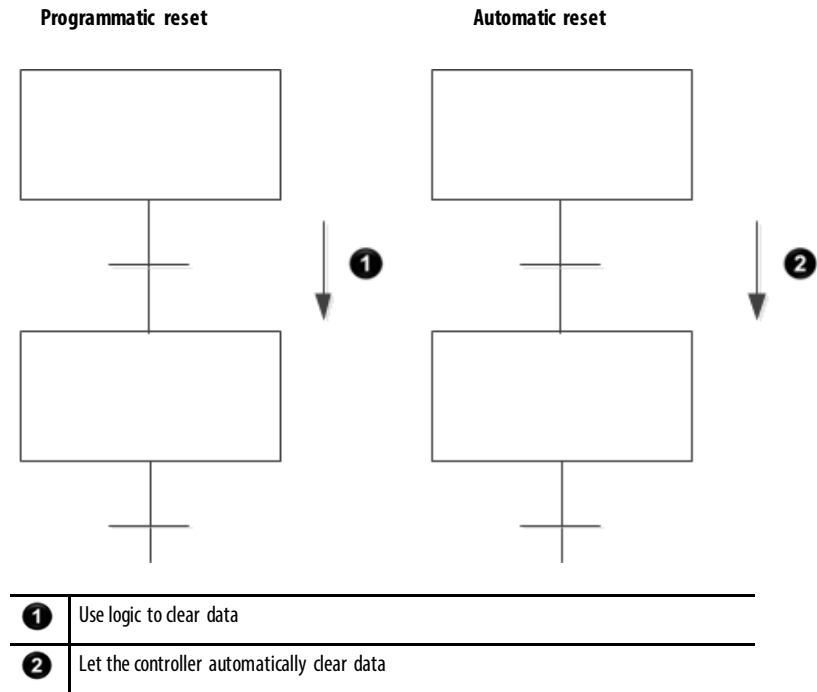 Programmatic reset
Automatic reset
1
2
1 Use logic to clear data
2 Let the controller automatically clear data